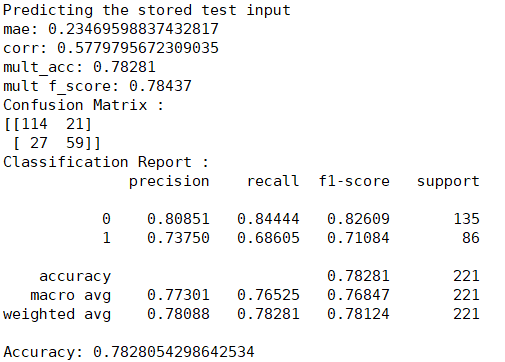 Predicting the stored test input
mae: 0.23469598837432817
corr: 0.5779795672309035
mult_acc: 0.78281
mult f_score: 0.78437
Confusion Matrix :
[[114  21]
 [ 27  59]]
Classification Report :
              precision    recall  f1-score   support

           0    0.80851   0.84444   0.82609       135
           1    0.73750   0.68605   0.71084        86

    accuracy                        0.78281       221
   macro avg    0.77301   0.76525   0.76847       221
weighted avg    0.78088   0.78281   0.78124       221

Accuracy: 0.7828054298642534